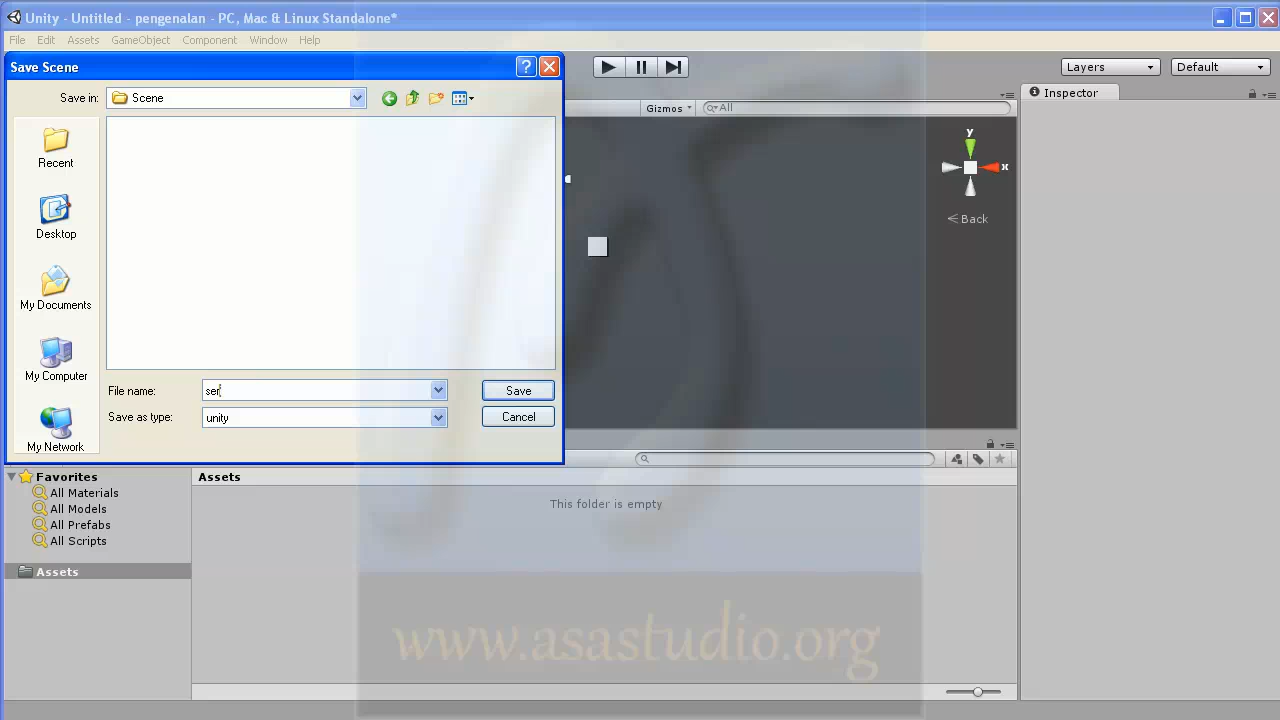 Unity - Untitled - pengenalan - PC, Mac & Linux Standalone*
File Edit Assets GameObject Component Window Help
Save Scene
Layers
Default
Save in:
Scene
Gizmos
All
Inspector
Recent
y
x
Back
Desktop
My Documents
My Computer
File name:
ser
Save
Save as type:
unity
Cancel
My Network
Favorites
All Materials
All Models
All Prefabs
All Scripts
Assets
Assets
This folder is empty
www.asastudio.org